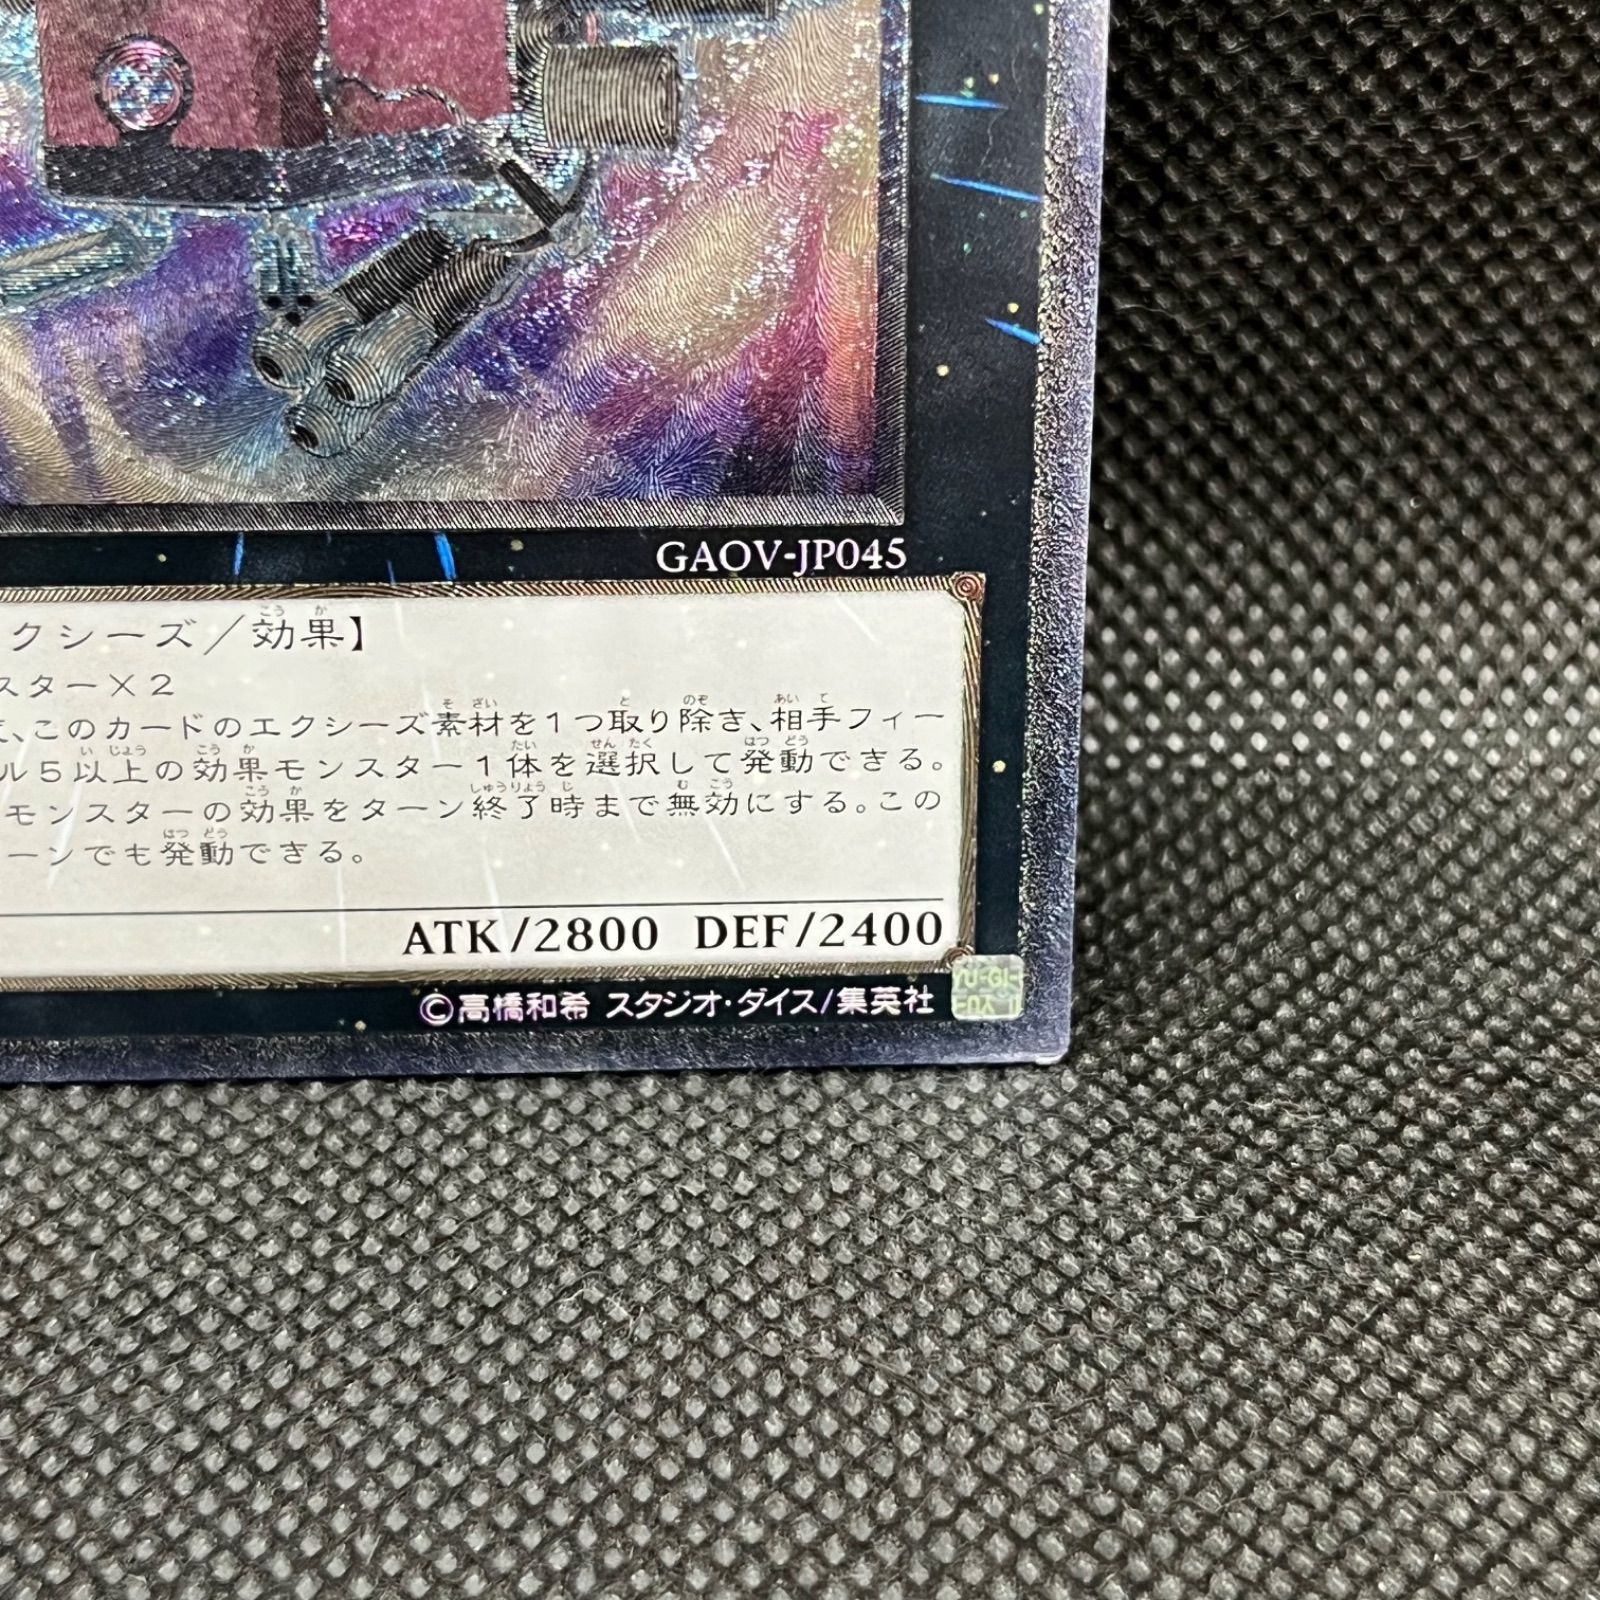 GAOV-JP045
クシーズ/効果】
スター×2
、このカードのエクシーズ素材を1つ取り除き、相手フィー
ル5以上の効果モンスター1体を選択して発動できる。
モンスターの効果をターン終了時まで無効にする。この
ーンでも発動できる。
ATK/2800 DEF/2400
©高橋和希 スタジオ・ダイス/集英社
YU-GI-